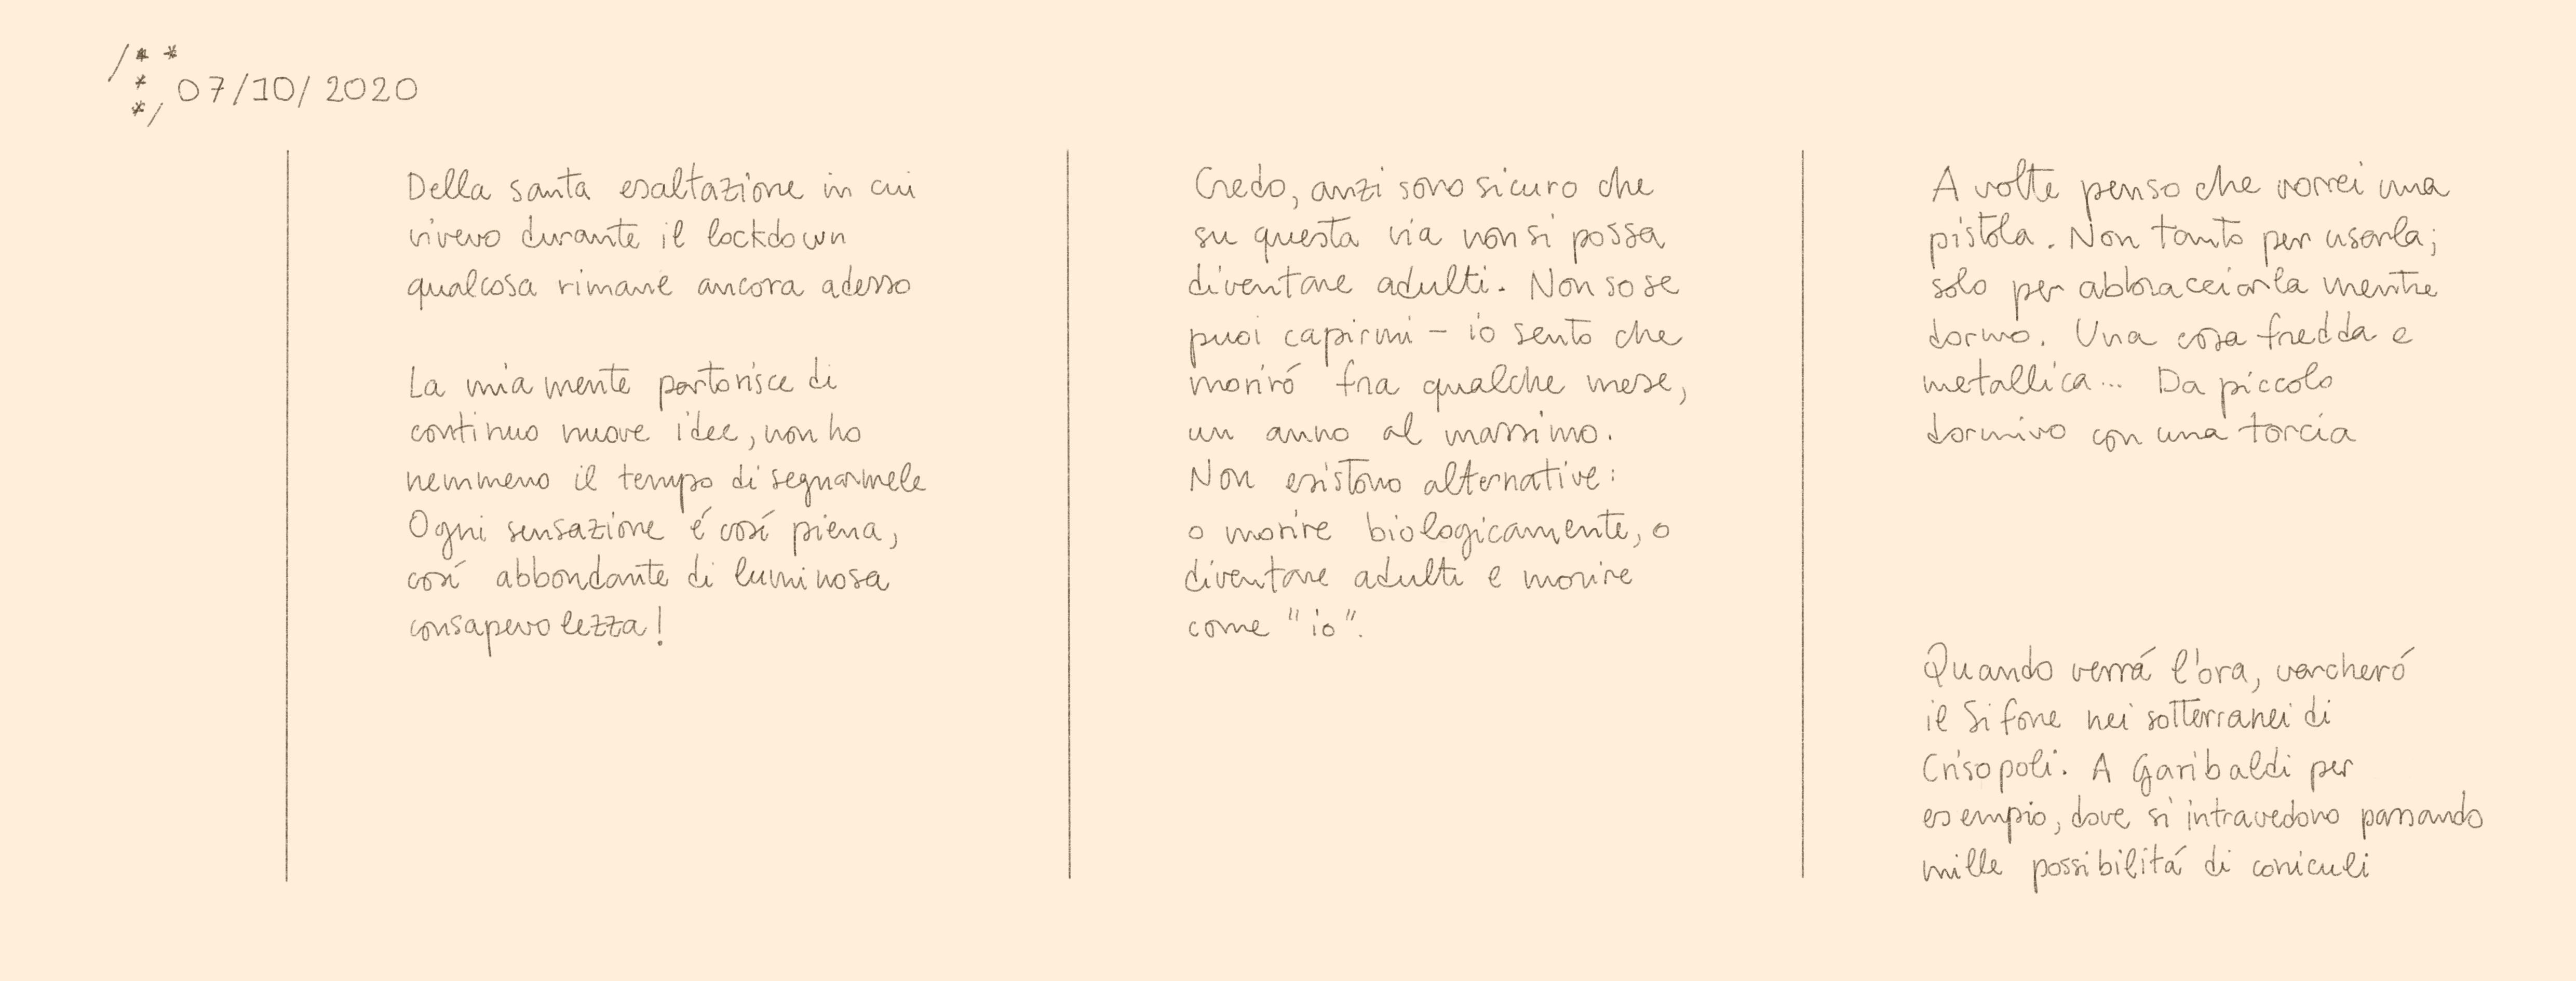 /** *
* 07/10/2020
*/
Della santa esaltazione in cui
vivevo durante il lockdown
qualcosa rimane ancora adesso
La mia mente partorisce di
continuo nuove idee, non ho
nemmeno il tempo di segnarmele
Ogni sensazione é cosí piena,
cosí abbondante di luminosa
consapevolezza!
Credo, anzi sono sicuro che
su questa via non si possa
diventare adulti. Non so se
puoi capirmi – io sento che
moriró fra qualche mese,
un anno al massimo.
Non esistono alternative:
o morire biologicamente, o
diventare adulti e morire
come "io".
A volte penso che vorrei una
pistola. Non tanto per usarla;
solo per abbracciarla mentre
dormo. Una cosa fredda e
metallica... Da piccolo
dormivo con una torcia
Quando verrá l'ora, varcheró
il Sifone nei sotterranei di
Crisopoli. A Garibaldi per
esempio, dove si intravedono passando
mille possibilitá di coniculi